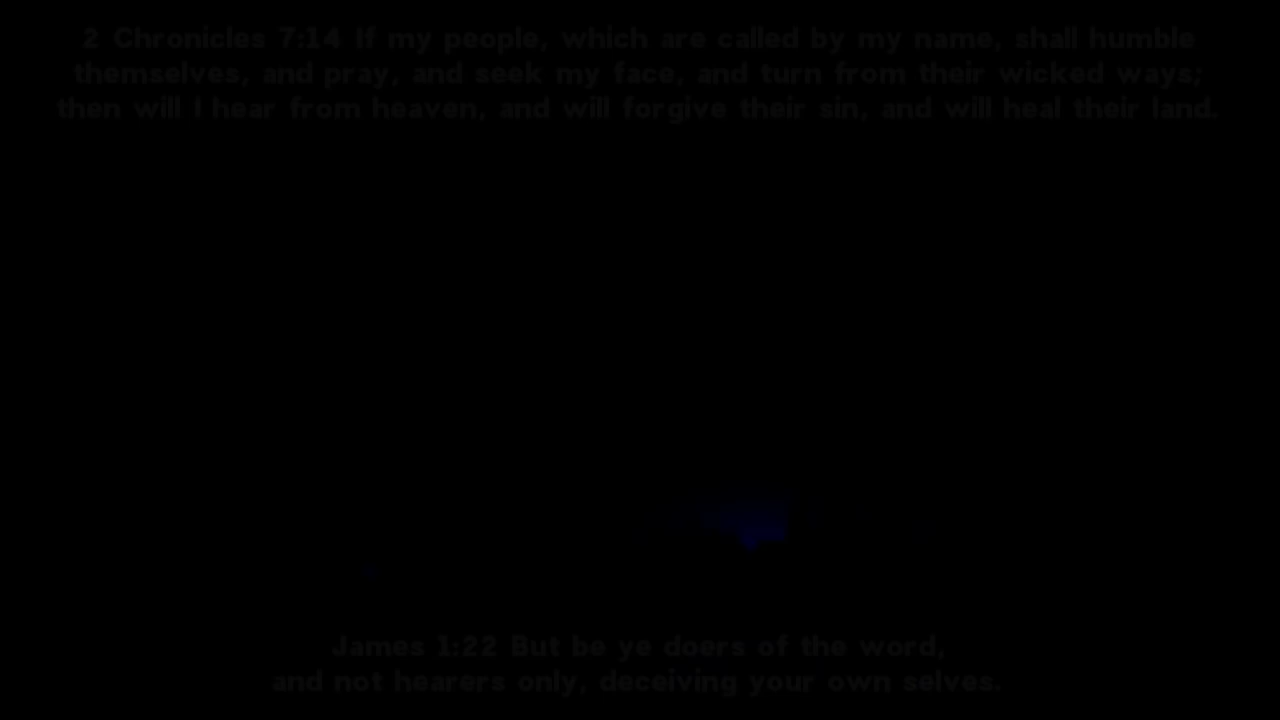 2 Chronicles 7:14 If my people, which are called by my name, shall humble
themselves, and pray, and seek my face, and turn from their wicked ways;
then will I hear from heaven, and will forgive their sin, and will heal their land.
James 1:22 But be ye doers of the word,
and not hearers only, deceiving your own selves.